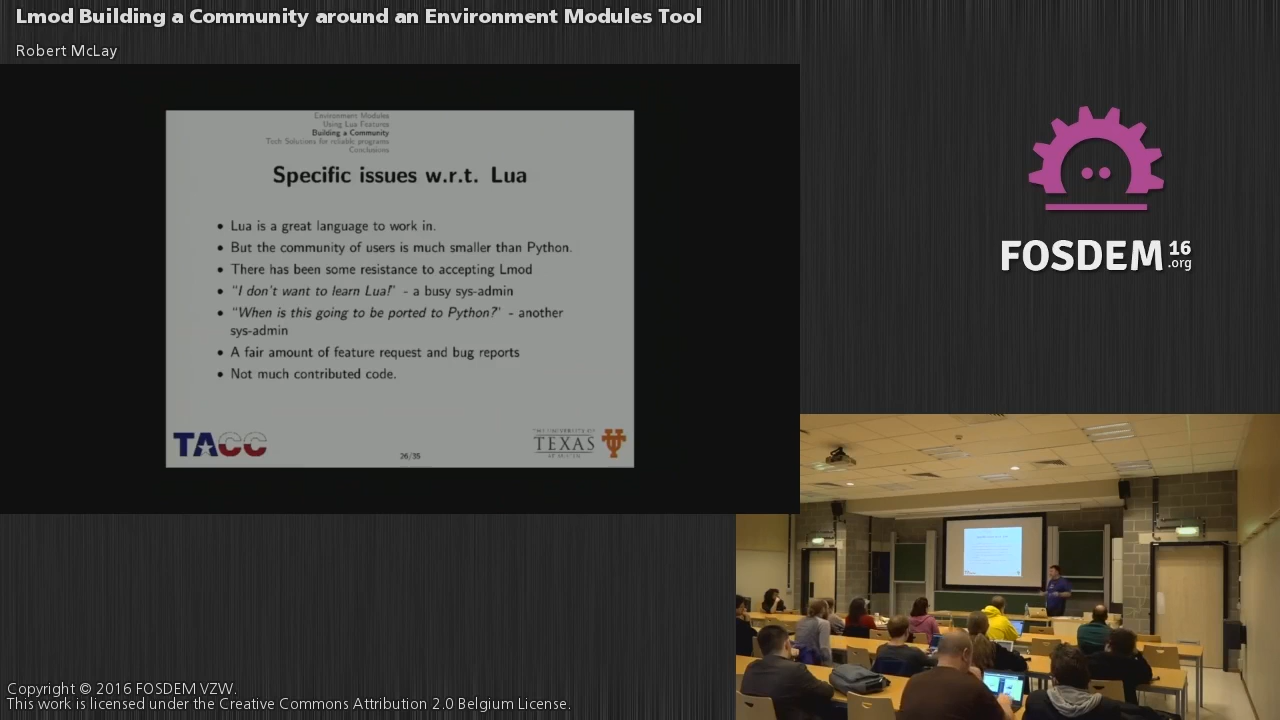 Lmod Building a Community around an Environment Modules Tool
Robert McLay
Environment Modules
Using Lua Features
Building a Community
Tech Solutions for reliable programs
Conclusions
Specific issues w.r.t. Lua
• Lua is a great language to work in.
• But the community of users is much smaller than Python.
• There has been some resistance to accepting Lmod
• "I don't want to learn Lua!" - a busy sys-admin
• "When is this going to be ported to Python?" - another
sys-admin
• A fair amount of feature request and bug reports
• Not much contributed code.
TACC
26/35
THE UNIVERSITY OF
TEXAS
AT AUSTIN
FOSDEM 16
.org
Copyright © 2016 FOSDEM VZW.
This work is licensed under the Creative Commons Attribution 2.0 Belgium License.